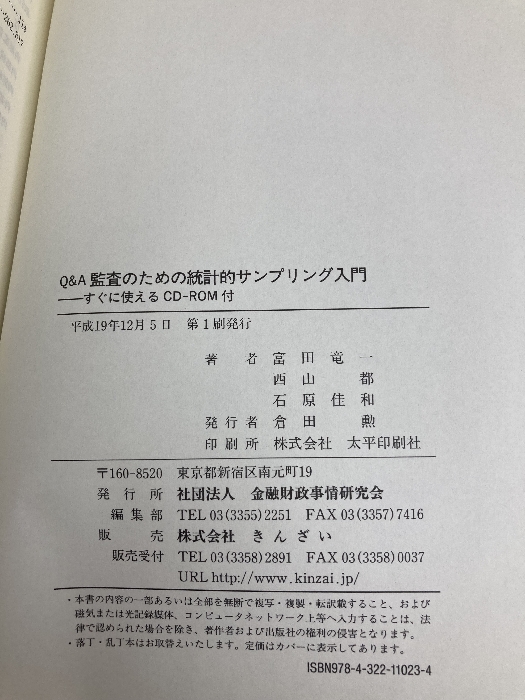 Q&A 監査のための統計的サンプリング入門
——すぐに使える CD-ROM 付
平成19年12月5日 第1刷発行
著者 富田竜一
西山都
石原佳和
発行者 倉田勲
印刷所 株式会社 太平印刷社
〒160-8520 東京都新宿区南元町19
発行所 社団法人 金融財政事情研究会
編集部 TEL 03(3355)2251 FAX 03(3357)7416
販売 株式会社 きんざい
販売受付 TEL 03(3358)2891 FAX 03(3358)0037
URL http://www.kinzai.jp/
・本書の内容の一部あるいは全部を無断で複写・複製・転訳載すること、および
磁気または光記録媒体、コンピュータネットワーク上等へ入力することは、法
律で認められた場合を除き、著作者および出版社の権利の侵害となります。
・落丁・乱丁本はお取替えいたします。定価はカバーに表示してあります。
ISBN978-4-322-11023-4